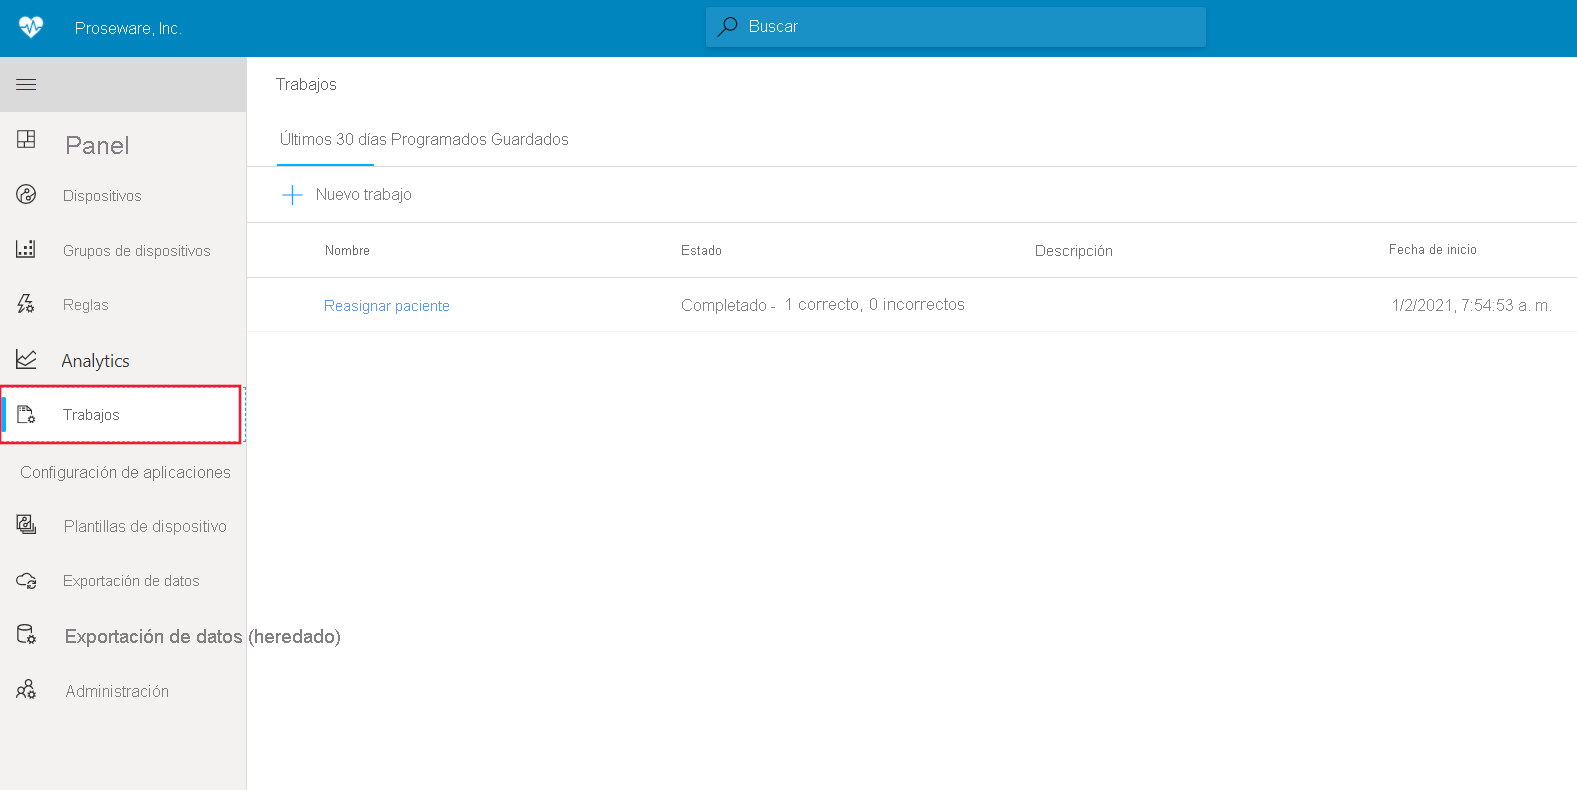 Proseware, Inc.
Buscar
Panel
Dispositivos
Grupos de dispositivos
Reglas
Analytics
Trabajos
Configuración de aplicaciones
Plantillas de dispositivo
Exportación de datos
Exportación de datos (heredado)
Administración
Trabajos
Últimos 30 días Programados Guardados
Nuevo trabajo
Nombre Estado Descripción Fecha de inicio
Reasignar paciente Completado - 1 correcto, 0 incorrectos 1/2/2021, 7:54:53 a. m.